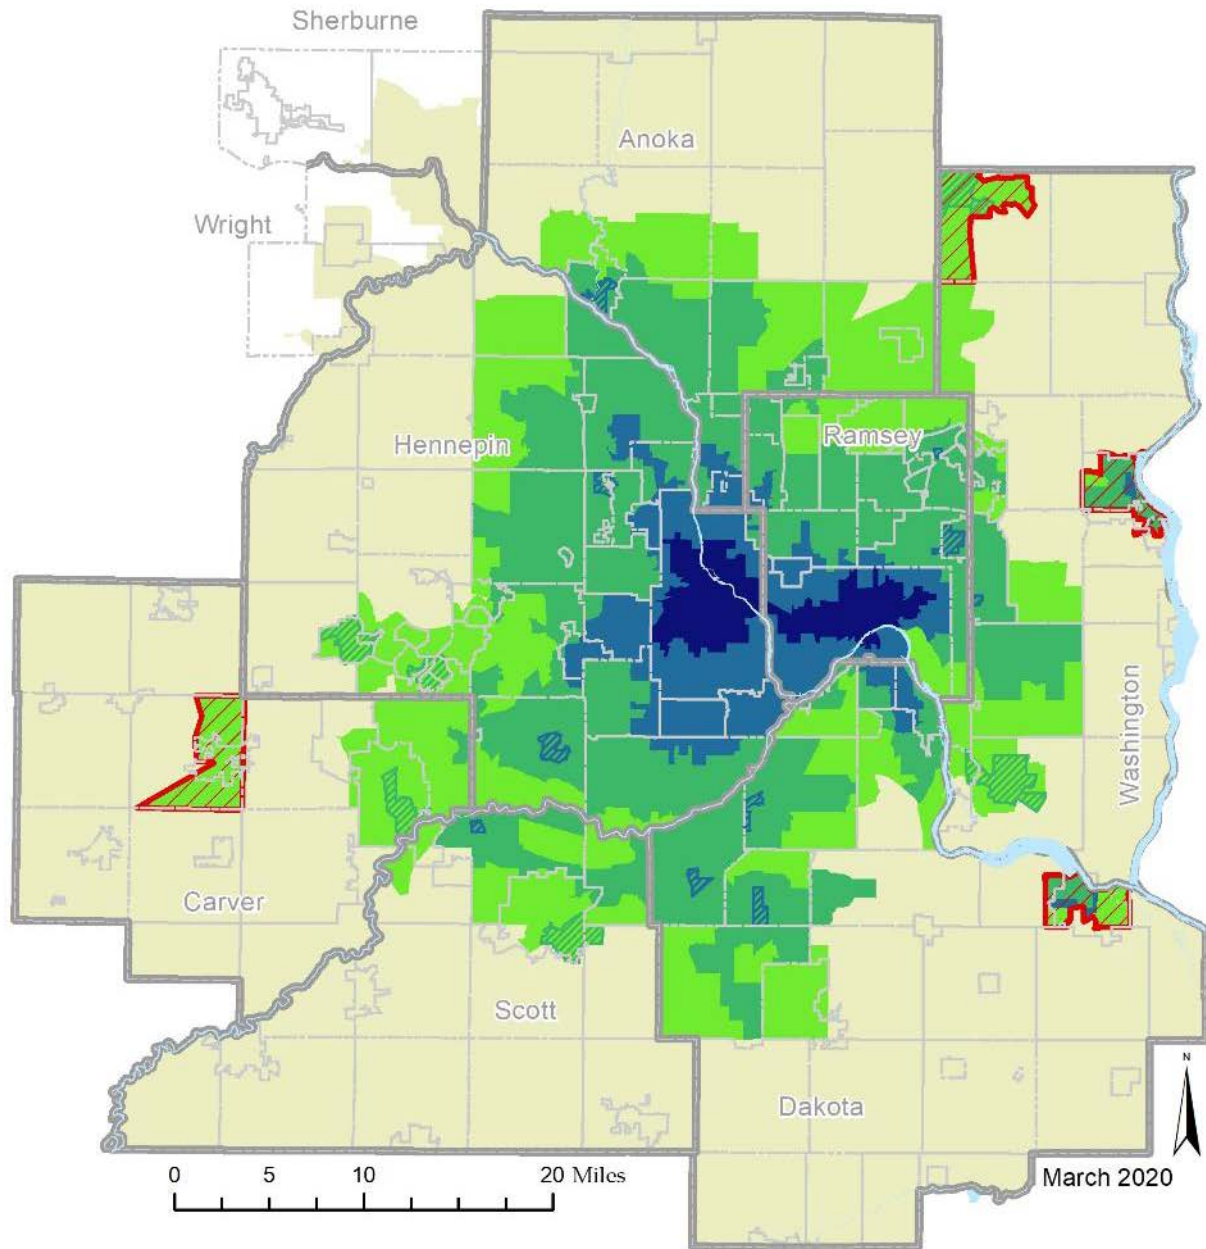 Sherburne
Anoka
Wright
Hennepin
Ramsey
Washington
Carver
Scott
Dakota
N
0 5 10 20 Miles
March 2020